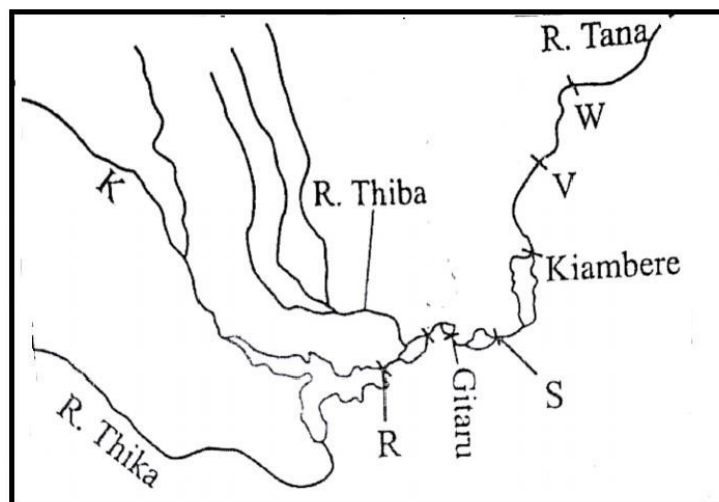 R. Tana
W
V
K
R. Thiba
Kiambere
S
Gitaru
R
R. Thika